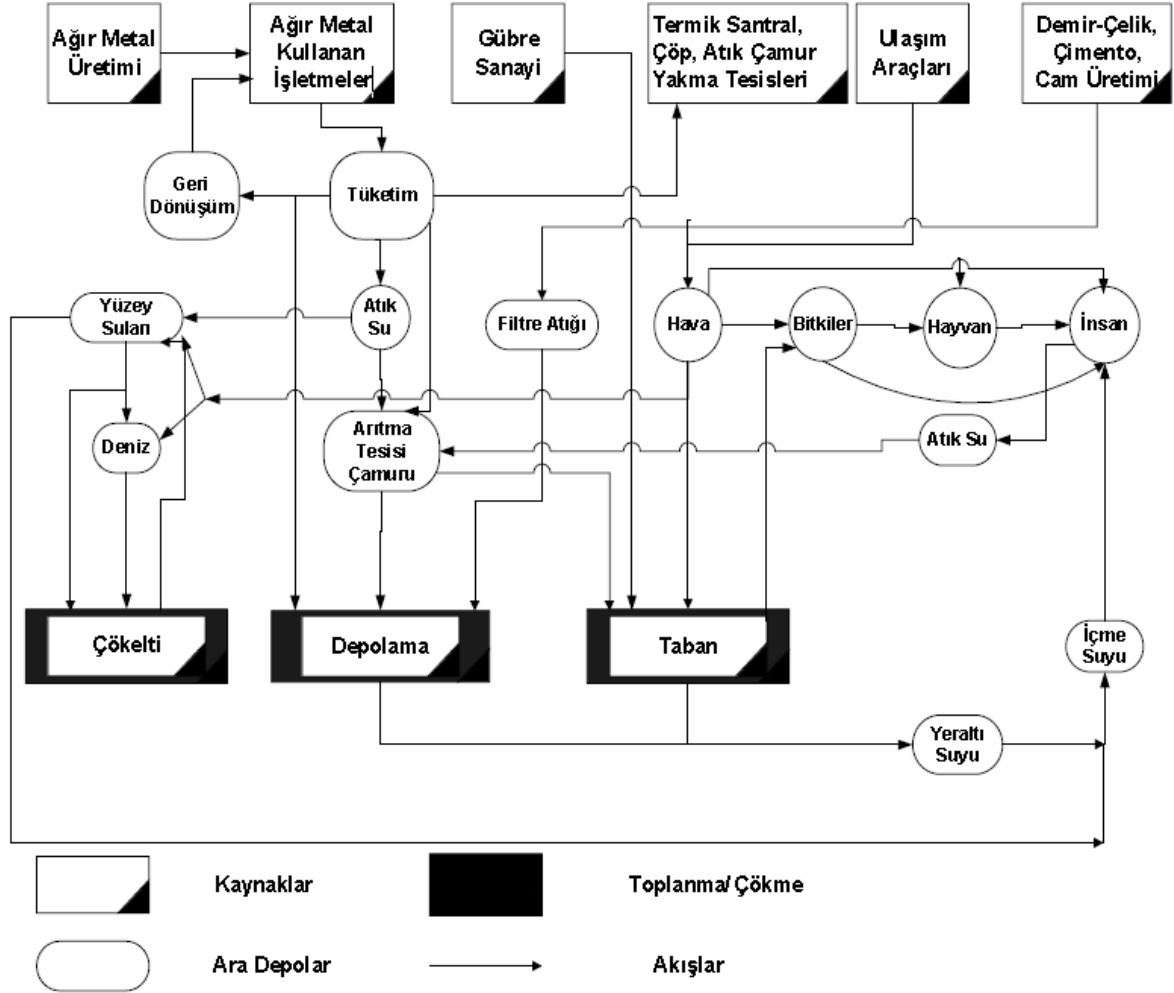 Ağır Metal
Üretimi
Ağır Metal
Kullanan
İşletmeler
Gübre
Sanayi
Termik Santral,
Çöp, Atık Çamur
Yakma Tesisleri
Ulaşım
Araçları
Demir-Çelik,
Çimento,
Cam Üretimi
Geri
Dönüşüm
Tüketim
Yüzey
Suları
Atık
Su
Filtre Atığı
Hava
Bitkiler
Hayvan
İnsan
Deniz
Arıtma
Tesisi
Çamuru
Atık Su
Çökelti
Depolama
Taban
İçme
Suyu
Yeraltı
Suyu
Kaynaklar
Toplanma/Çökme
Ara Depolar
Akışlar